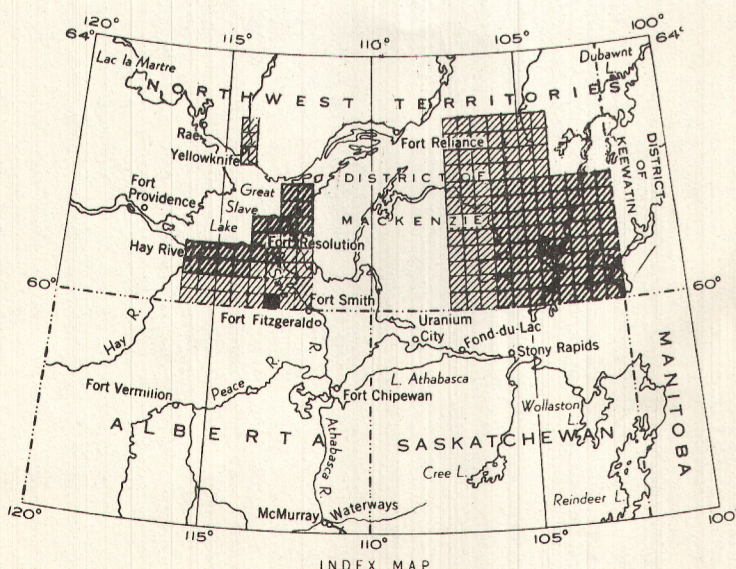 120°
115°
110°
105°
100°
64°
64°
Lac la Martre
Dubawnt
L.
NORTHWEST TERRITORIES
Rae
Yellowknife
Fort Reliance
DISTRICT OF
MACKENZIE
DISTRICT
OF
KEEWATIN
Fort
Providence
Great
Slave
Lake
Hay River
Fort Resolution
60°
60°
Fort Smith
Fort Fitzgerald
Hay R.
R.
Uranium
City
Fond-du-Lac
Stony Rapids
L. Athabasca
Fort Vermilion
Peace R.
Fort Chipewan
Wollaston
L.
MANITOBA
ALBERTA
SASKATCHEWAN
Athabasca R.
Cree L.
Reindeer L.
McMurray
Waterways
120°
115°
110°
105°
100
INDEX MAP